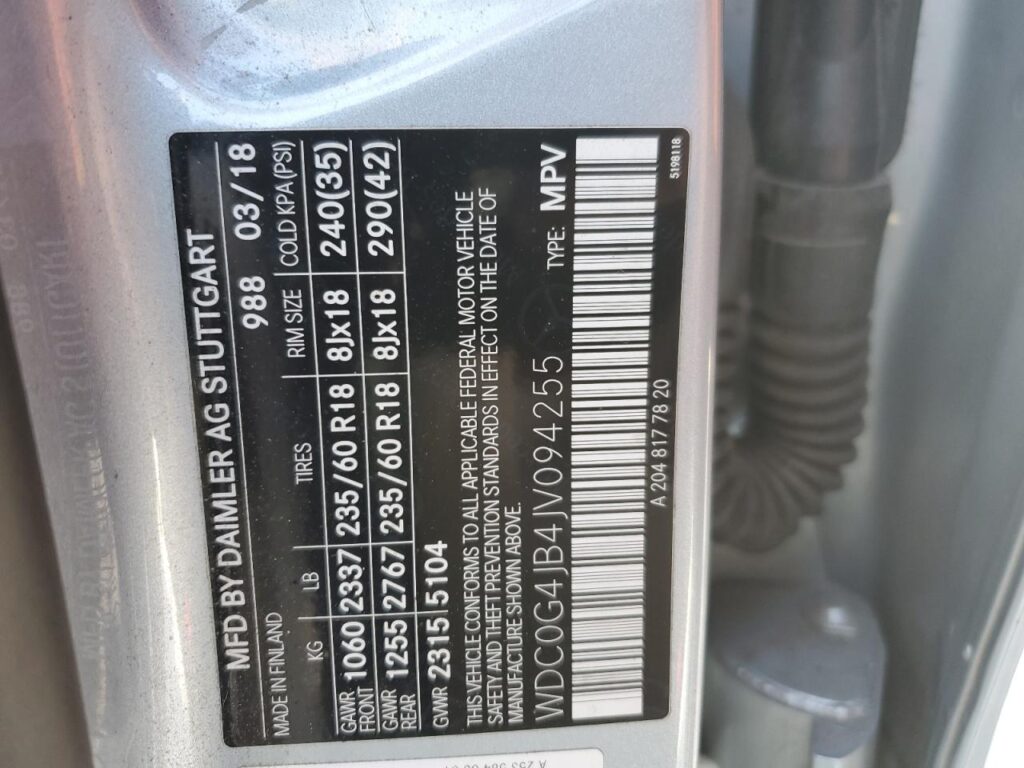 MFD BY DAIMLER AG STUTTGART
MADE IN FINLAND 988 03/18
KG LB TIRES RIM SIZE COLD KPA(PSI)
GAWR FRONT 1060 2337 235/60 R18 8Jx18 240(35)
GAWR REAR 1255 2767 235/60 R18 8Jx18 290(42)
GWR 2315 5104
THIS VEHICLE CONFORMS TO ALL APPLICABLE FEDERAL MOTOR VEHICLE
SAFETY AND THEFT PREVENTION STANDARDS IN EFFECT ON THE DATE OF
MANUFACTURE SHOWN ABOVE.
WDC0G4JB4JV094255 TYPE: MPV
A 204 817 78 20
5198118